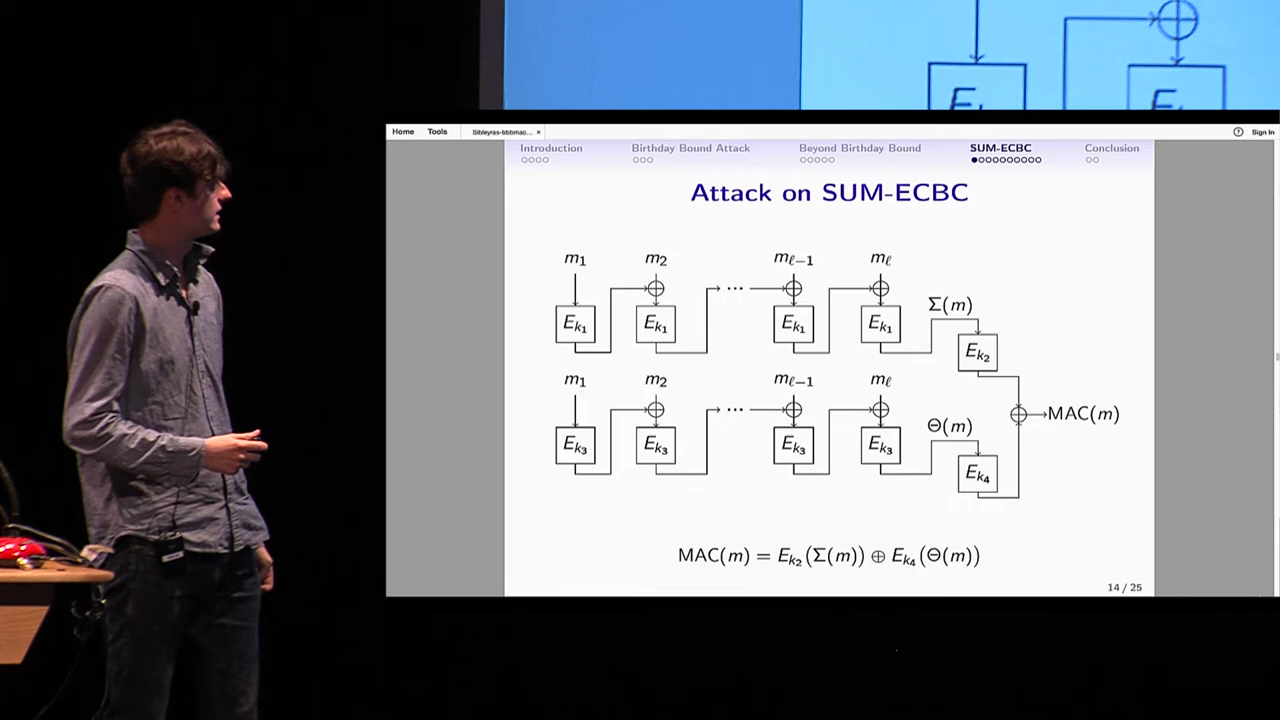 E
E
Home Tools Sibleyras-bbbmac... × ? Sign In
Introduction Birthday Bound Attack Beyond Birthday Bound SUM-ECBC Conclusion
Attack on SUM-ECBC
m₁ m₂ mℓ₋₁ mℓ
⋯
Σ(m)
Eₖ₁ Eₖ₁ Eₖ₁ Eₖ₁
Eₖ₂
m₁ m₂ mℓ₋₁ mℓ
⋯
MAC(m)
Θ(m)
Eₖ₃ Eₖ₃ Eₖ₃ Eₖ₃
Eₖ₄
MAC(m) = Eₖ₂(Σ(m)) ⊕ Eₖ₄(Θ(m))
14 / 25